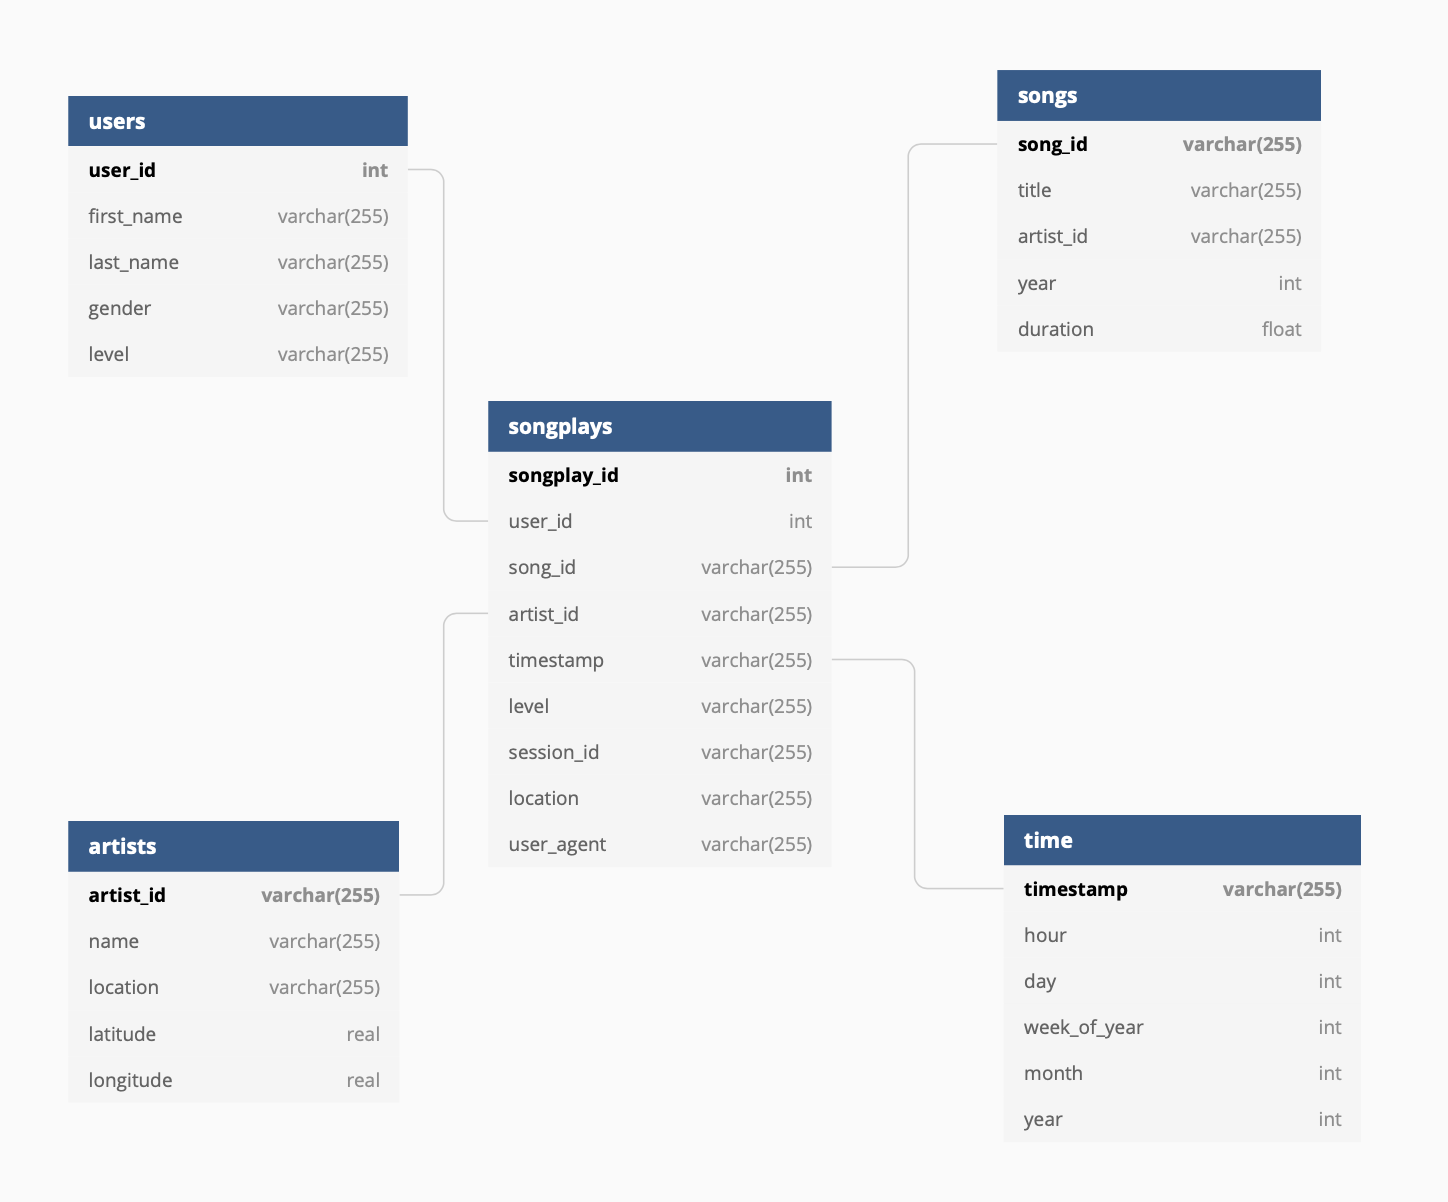 users
user_id int
first_name varchar(255)
last_name varchar(255)
gender varchar(255)
level varchar(255)
songs
song_id varchar(255)
title varchar(255)
artist_id varchar(255)
year int
duration float
songplays
songplay_id int
user_id int
song_id varchar(255)
artist_id varchar(255)
timestamp varchar(255)
level varchar(255)
session_id varchar(255)
location varchar(255)
user_agent varchar(255)
artists
artist_id varchar(255)
name varchar(255)
location varchar(255)
latitude real
longitude real
time
timestamp varchar(255)
hour int
day int
week_of_year int
month int
year int